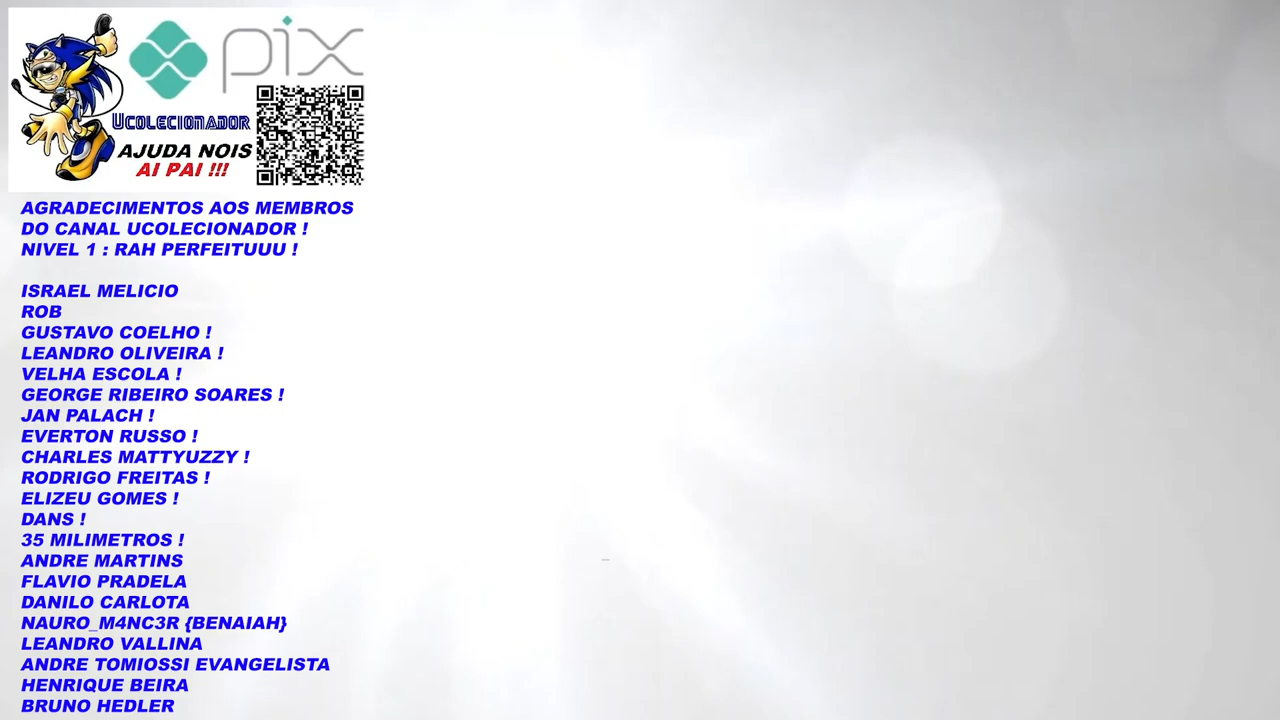 pix
UCOLECIONADOR
AJUDA NOIS
AI PAI !!!
AGRADECIMENTOS AOS MEMBROS
DO CANAL UCOLECIONADOR !
NIVEL 1 : RAH PERFEITUUU !
ISRAEL MELICIO
ROB
GUSTAVO COELHO !
LEANDRO OLIVEIRA !
VELHA ESCOLA !
GEORGE RIBEIRO SOARES !
JAN PALACH !
EVERTON RUSSO !
CHARLES MATTYUZZY !
RODRIGO FREITAS !
ELIZEU GOMES !
DANS !
35 MILIMETROS !
ANDRE MARTINS
FLAVIO PRADELA
DANILO CARLOTA
NAURO_M4NC3R {BENAIAH}
LEANDRO VALLINA
ANDRE TOMIOSSI EVANGELISTA
HENRIQUE BEIRA
BRUNO HEDLER